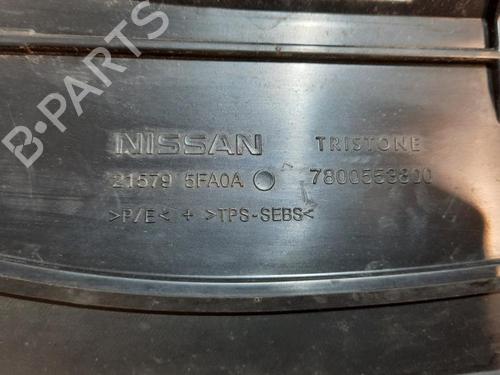 B-PARTS
NISSAN TRISTONE
21579 5FA0A 7800553800
>P/E< + >TPS-SEBS<